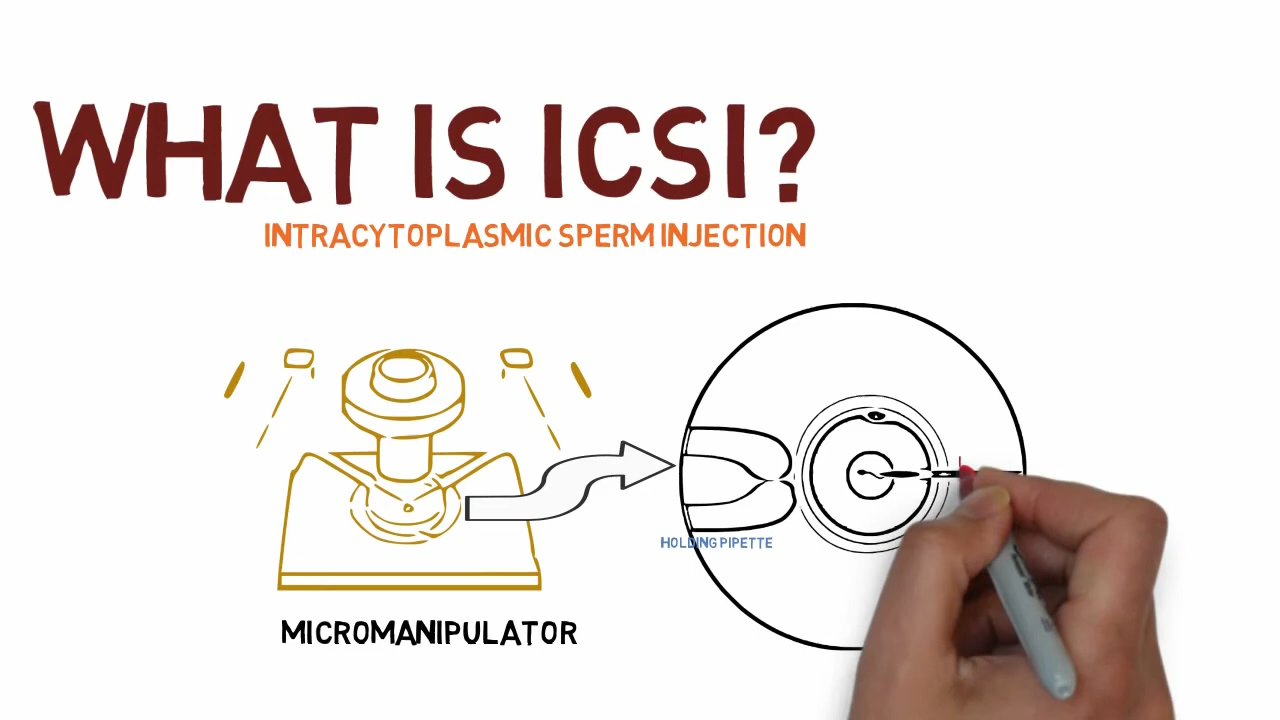 WHAT IS ICSI?
INTRACYTOPLASMIC SPERM INJECTION
HOLDING PIPETTE
MICROMANIPULATOR